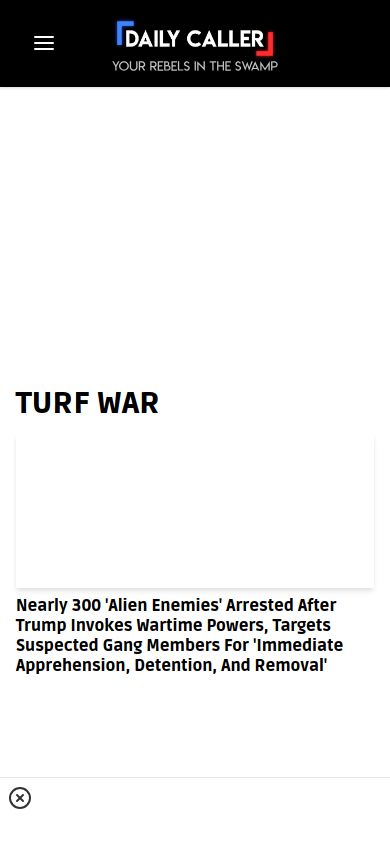 DAILY CALLER
YOUR REBELS IN THE SWAMP
TURF WAR
Nearly 300 'Alien Enemies' Arrested After
Trump Invokes Wartime Powers, Targets
Suspected Gang Members For 'Immediate
Apprehension, Detention, And Removal'